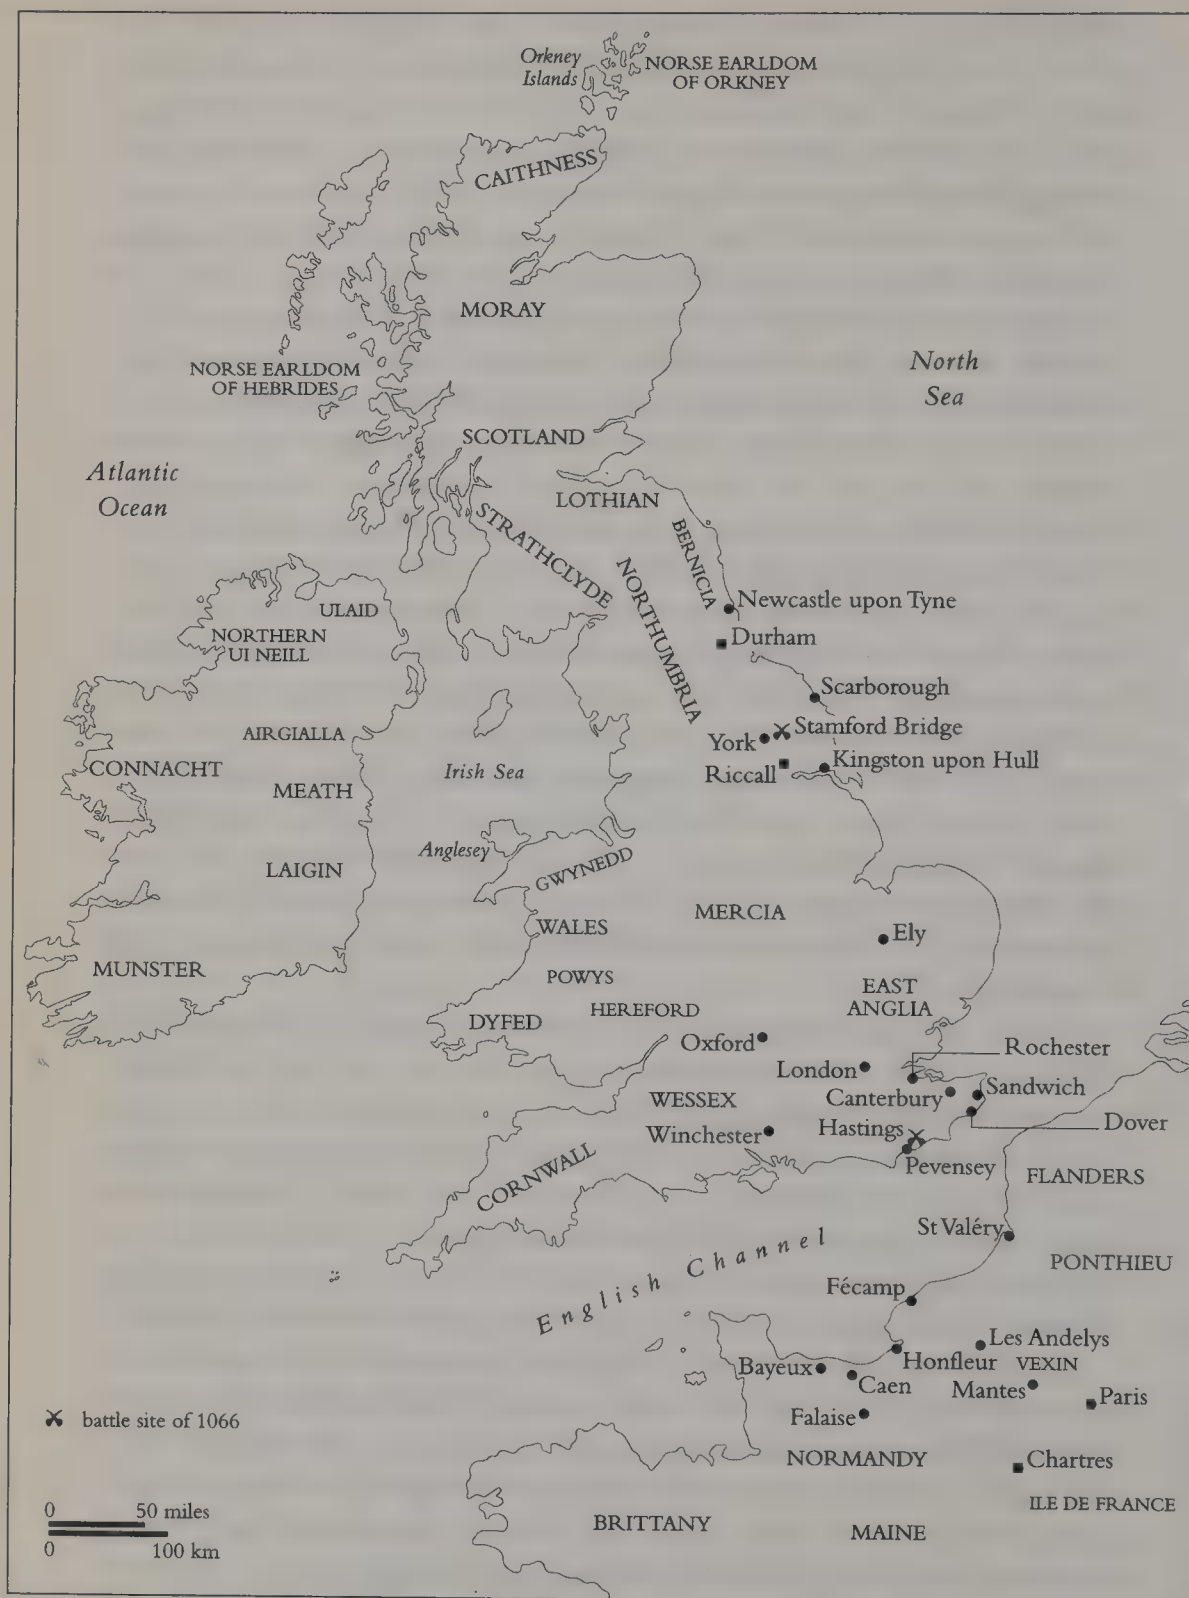 Orkney
Islands
NORSE EARLDOM
OF ORKNEY
CAITHNESS
MORAY
NORSE EARLDOM
OF HEBRIDES
North
Sea
SCOTLAND
Atlantic
Ocean
LOTHIAN
STRATHCLYDE
BERNICIA
NORTHUMBRIA
Newcastle upon Tyne
ULAID
NORTHERN
UI NEILL
Durham
Scarborough
AIRGIALLA
Stamford Bridge
York
Kingston upon Hull
Riccall
CONNACHT
Irish Sea
MEATH
Anglesey
GWYNEDD
LAIGIN
MERCIA
WALES
Ely
MUNSTER
POWYS
EAST
ANGLIA
HEREFORD
DYFED
Oxford
Rochester
London
Sandwich
Canterbury
WESSEX
Dover
Hastings
Winchester
Pevensey
CORNWALL
FLANDERS
St Valéry
English Channel
PONTHIEU
Fécamp
Les Andelys
Honfleur
VEXIN
Bayeux
Caen
Mantes
Paris
Falaise
battle site of 1066
NORMANDY
Chartres
ILE DE FRANCE
0 50 miles
BRITTANY
MAINE
0 100 km